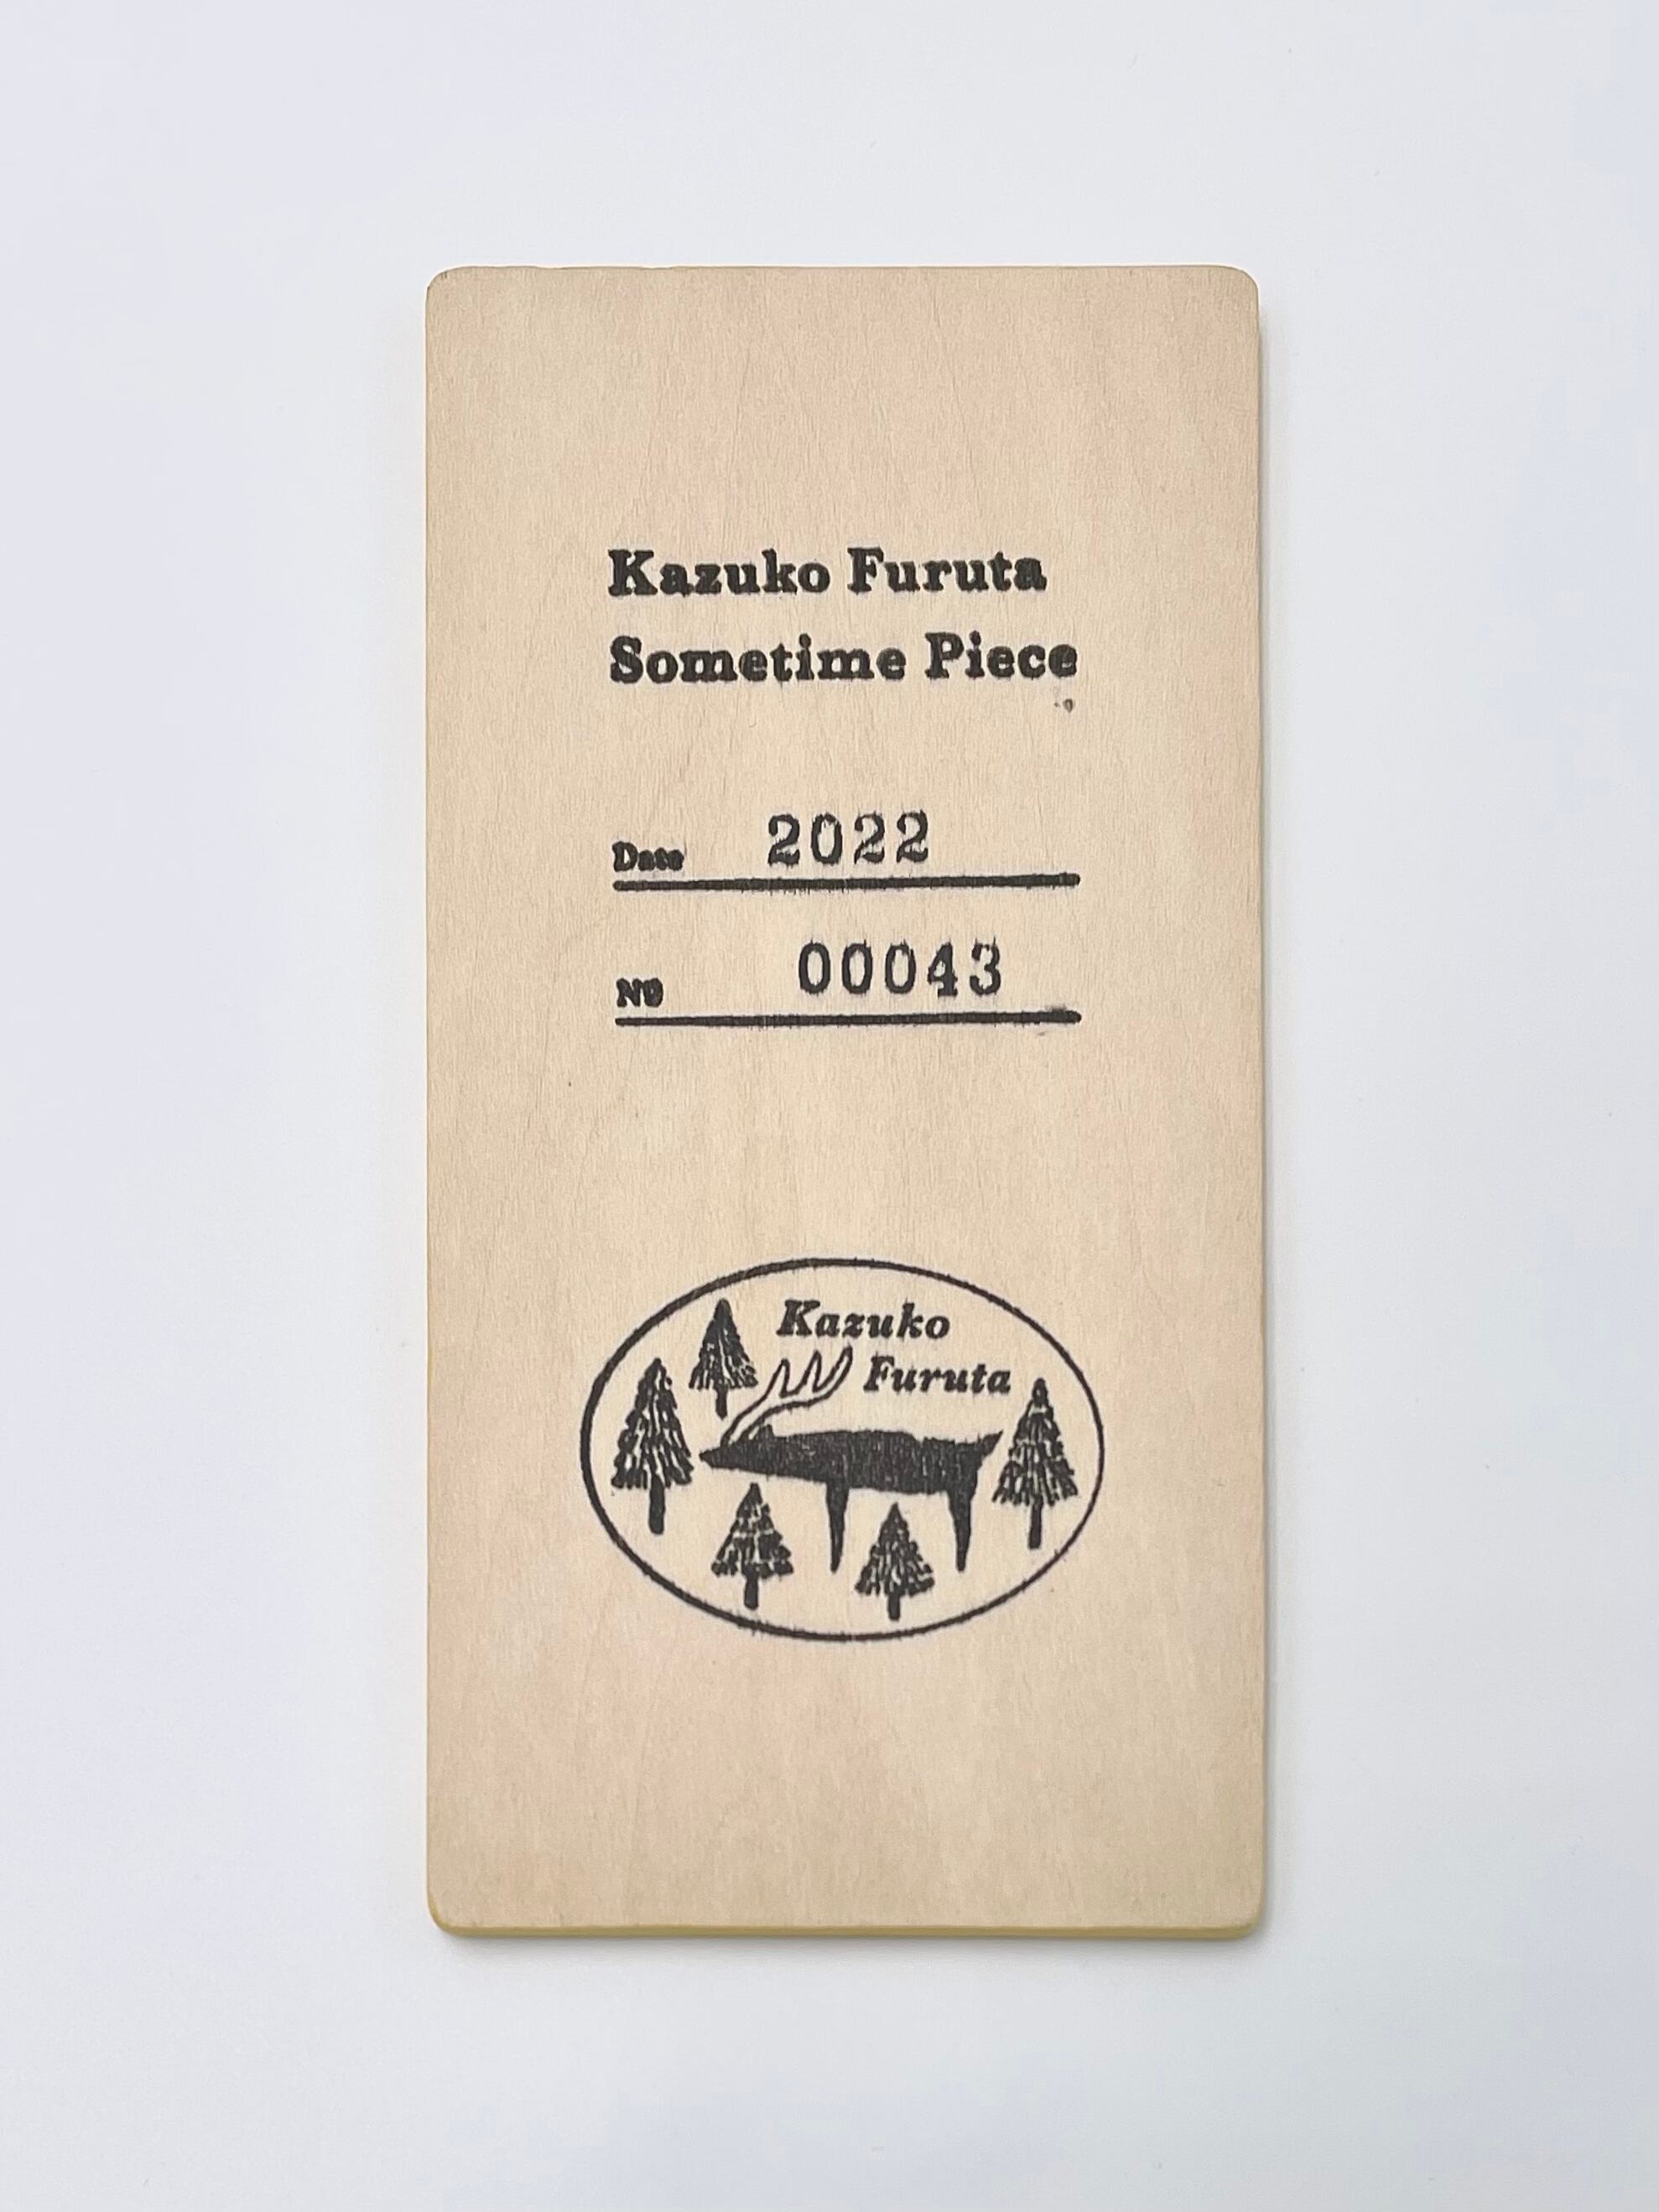 Kazuko Furuta
Sometime Piece
Date 2022
No 00043
Kazuko
Furuta